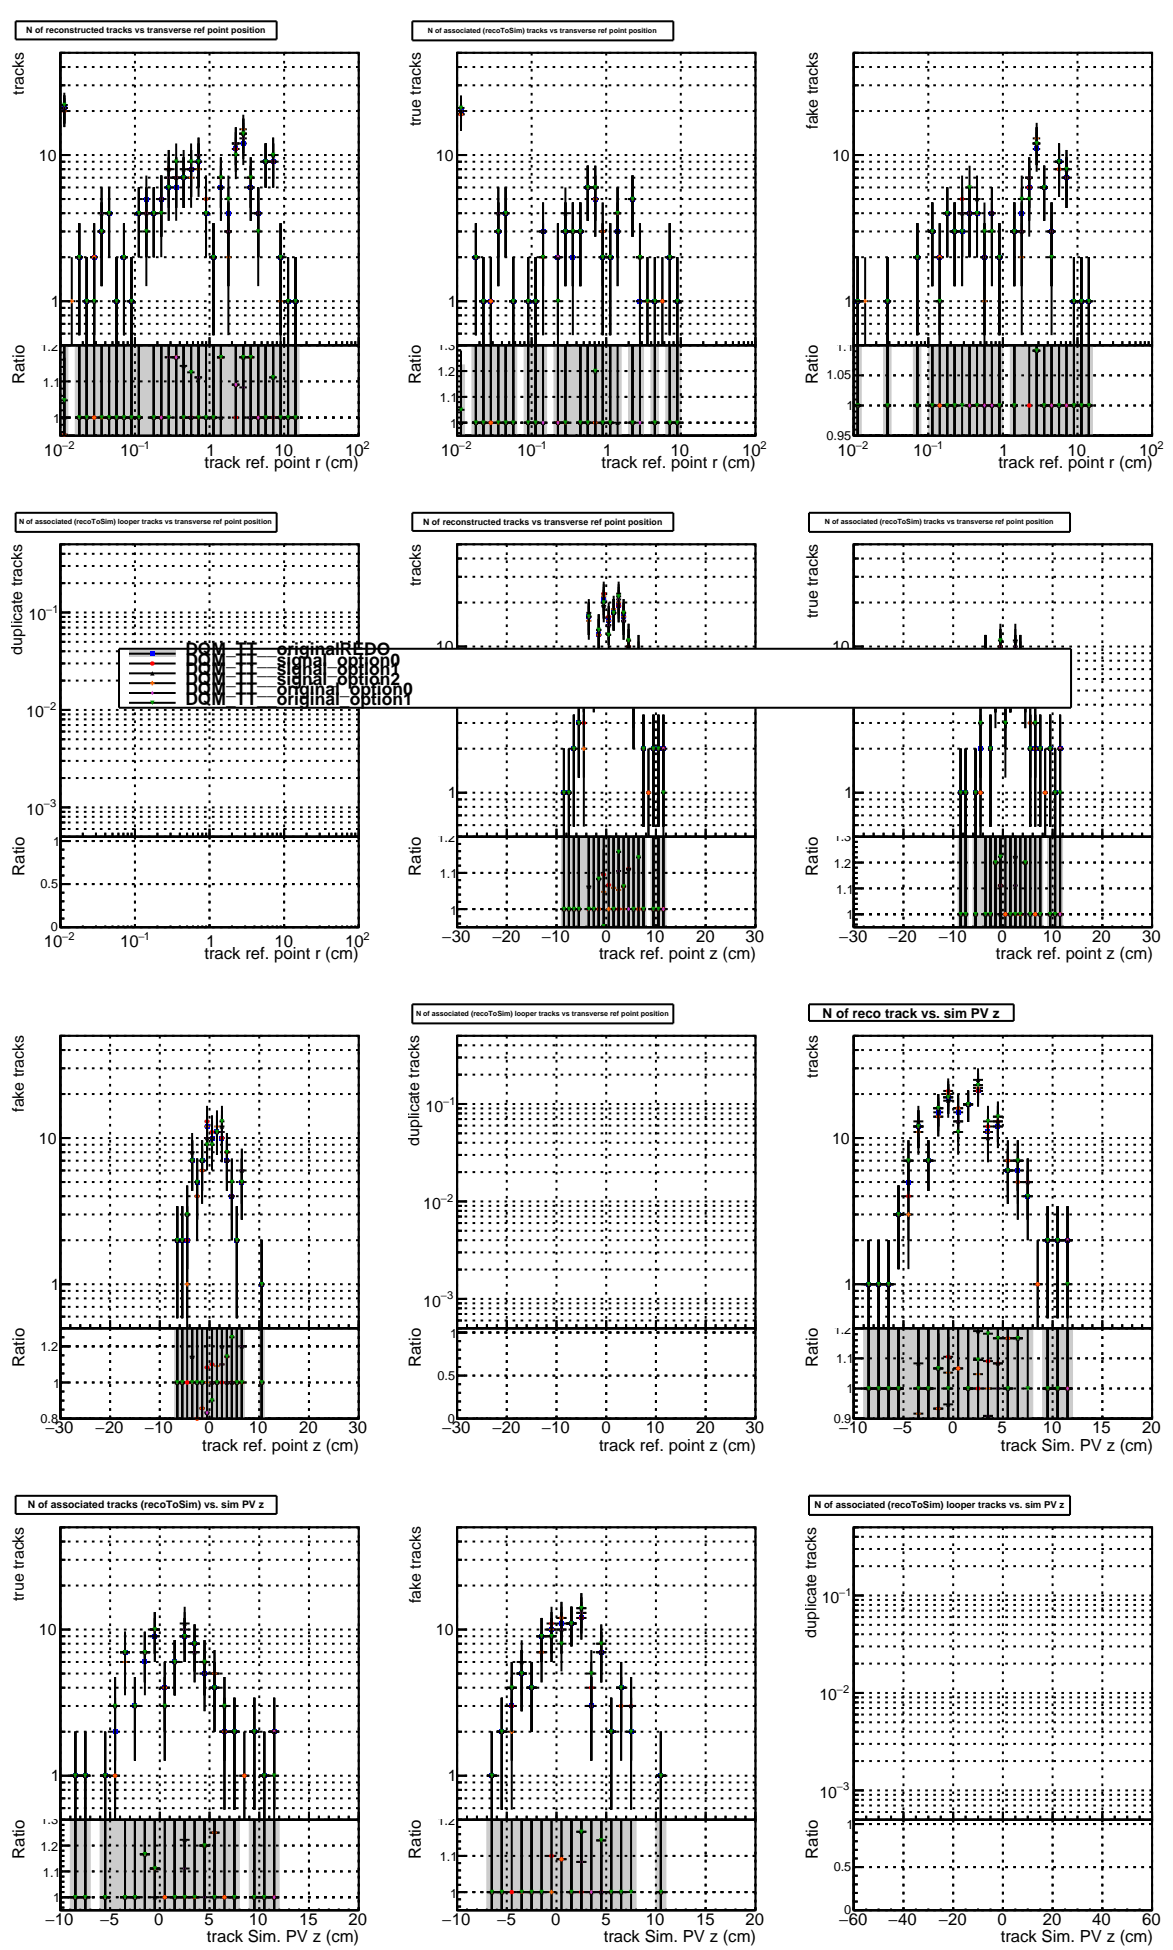 N of reconstructed tracks vs transverse ref point position
tracks
10
1
Ratio
1.2
1.1
1
10−2 10−1 1 10 102
track ref. point r (cm)
N of associated (recoToSim) tracks vs transverse ref point position
true tracks
10
1
Ratio
1.3
1.2
1.1
1
10−2 10−1 1 10 102
track ref. point r (cm)
fake tracks
10
1
Ratio
1.1
1.05
1
0.95
10−2 10−1 1 10 102
track ref. point r (cm)
N of associated (recoToSim) looper tracks vs transverse ref point position
duplicate tracks
10−1
10−2
10−3
Ratio
1
0.5
0
10−2 10−1 1 10 102
track ref. point r (cm)
N of reconstructed tracks vs transverse ref point position
tracks
10
1
Ratio
1.2
1.1
1
−30 −20 −10 0 10 20 30
track ref. point z (cm)
N of associated (recoToSim) tracks vs transverse ref point position
true tracks
10
1
Ratio
1.3
1.2
1.1
1
−30 −20 −10 0 10 20 30
track ref. point z (cm)
DQM_TT__originalREDO
DQM_TT__signal_option0
DQM_TT__signal_option1
DQM_TT__signal_option2
DQM_TT__original_option0
DQM_TT__original_option1
fake tracks
10
1
Ratio
1.2
1
0.8
−30 −20 −10 0 10 20 30
track ref. point z (cm)
N of associated (recoToSim) looper tracks vs transverse ref point position
duplicate tracks
10−1
10−2
10−3
Ratio
1
0.5
0
−30 −20 −10 0 10 20 30
track ref. point z (cm)
N of reco track vs. sim PV z
tracks
10
1
Ratio
1.2
1.1
1
0.9
−10 −5 0 5 10 15 20
track Sim. PV z (cm)
N of associated tracks (recoToSim) vs. sim PV z
true tracks
10
1
Ratio
1.3
1.2
1.1
1
−10 −5 0 5 10 15 20
track Sim. PV z (cm)
fake tracks
10
1
Ratio
1.2
1.1
1
−10 −5 0 5 10 15 20
track Sim. PV z (cm)
N of associated (recoToSim) looper tracks vs. sim PV z
duplicate tracks
10−1
10−2
10−3
Ratio
1
0.5
0
−60 −40 −20 0 20 40 60
track Sim. PV z (cm)